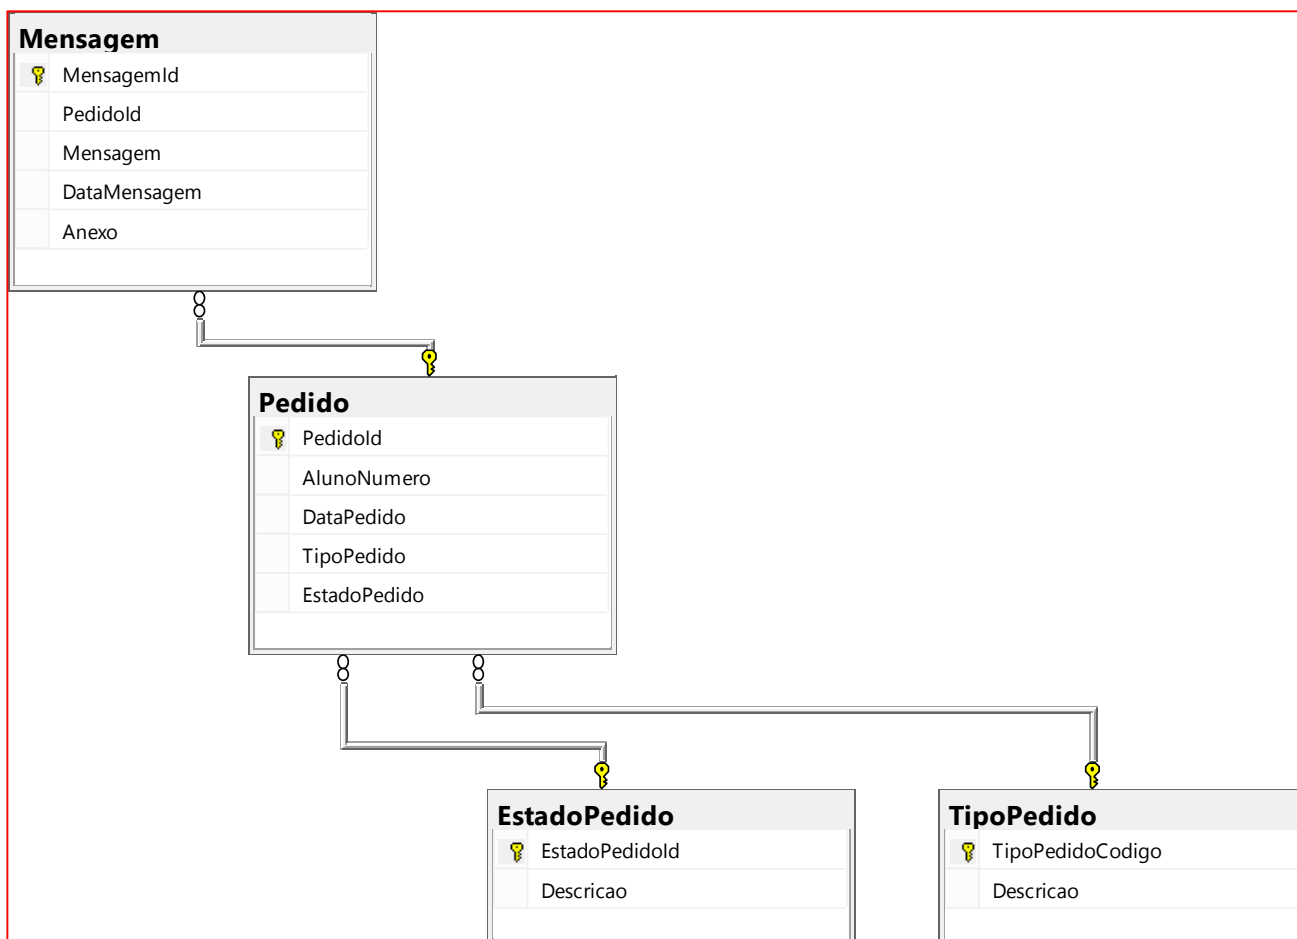 Mensagem
MensagemId
PedidoId
Mensagem
DataMensagem
Anexo
Pedido
PedidoId
AlunoNumero
DataPedido
TipoPedido
EstadoPedido
EstadoPedido
EstadoPedidoId
Descricao
TipoPedido
TipoPedidoCodigo
Descricao